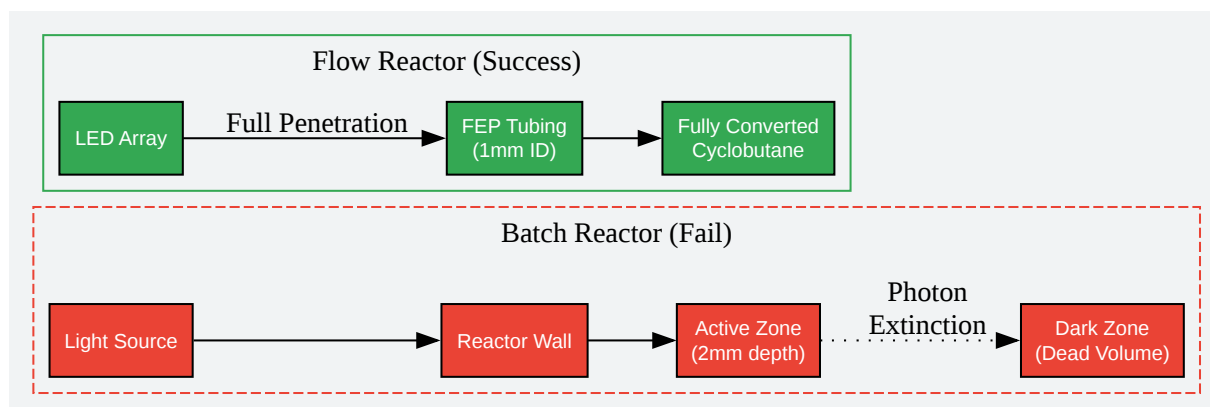 Flow Reactor (Success)
LED Array
Full Penetration
FEP Tubing
(1mm ID)
Fully Converted
Cyclobutane
Batch Reactor (Fail)
Light Source
Reactor Wall
Active Zone
(2mm depth)
Photon
Extinction
Dark Zone
(Dead Volume)